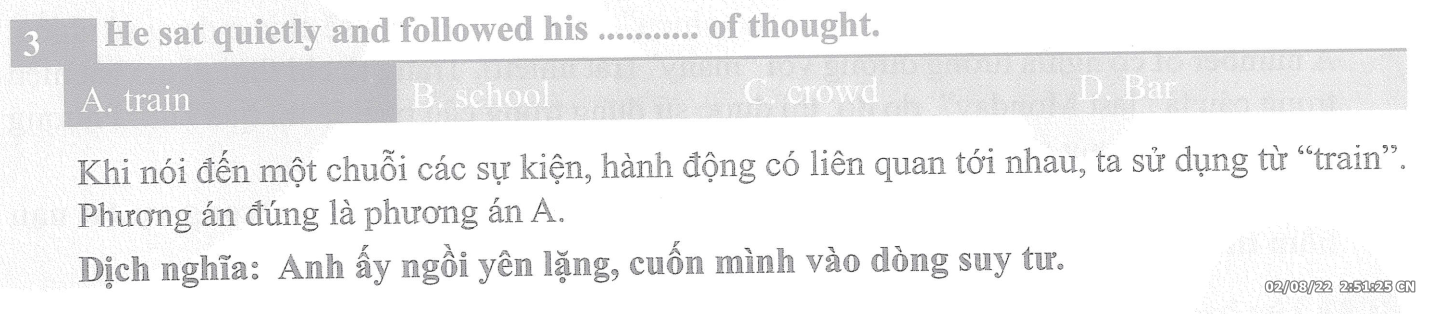 3 He sat quietly and followed his ........... of thought.
A. train B. school C. crowd D. Bar
Khi nói đến một chuỗi các sự kiện, hành động có liên quan tới nhau, ta sử dụng từ “train”.
Phương án đúng là phương án A.
Dịch nghĩa: Anh ấy ngồi yên lặng, cuốn mình vào dòng suy tư.
02/08/22 2:51:25 CN